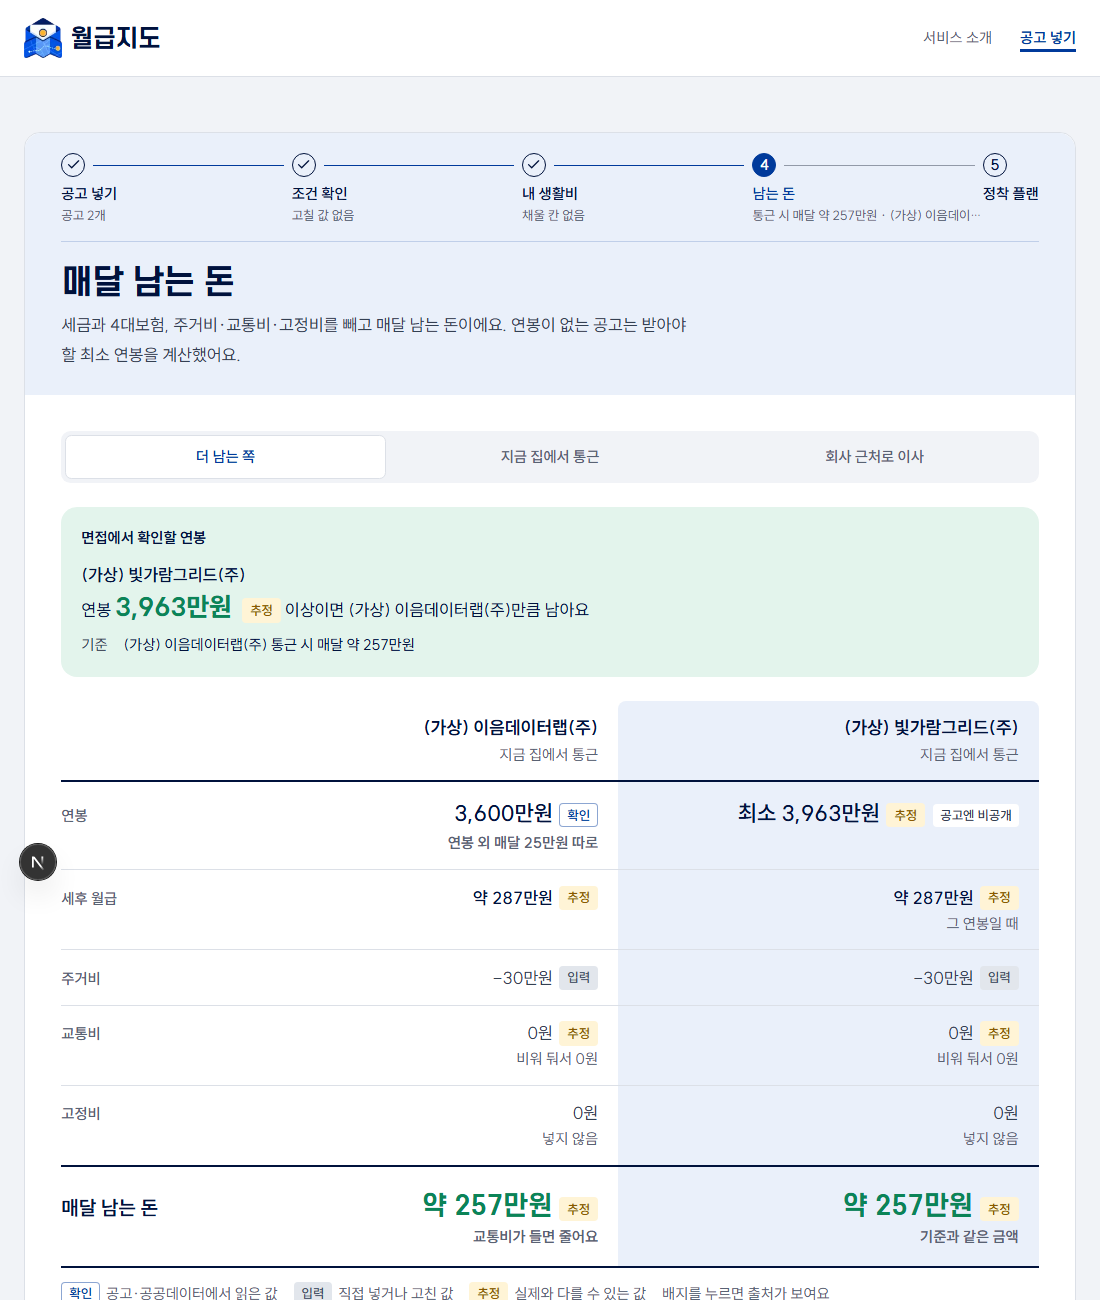 월급지도
서비스 소개
공고 넣기
4
5
공고 넣기
조건 확인
내 생활비
남는 돈
정착 플랜
공고 2개
고칠 값 없음
채울 칸 없음
통근 시 매달 약 257만원 · (가상) 이음데이…
매달 남는 돈
세금과 4대보험, 주거비·교통비·고정비를 빼고 매달 남는 돈이에요. 연봉이 없는 공고는 받아야
할 최소 연봉을 계산했어요.
더 남는 쪽
지금 집에서 통근
회사 근처로 이사
면접에서 확인할 연봉
(가상) 빛가람그리드(주)
연봉 3,963만원 추정 이상이면 (가상) 이음데이터랩(주)만큼 남아요
기준 (가상) 이음데이터랩(주) 통근 시 매달 약 257만원
(가상) 이음데이터랩(주)
(가상) 빛가람그리드(주)
지금 집에서 통근
지금 집에서 통근
연봉
3,600만원 확인
최소 3,963만원 추정 공고엔 비공개
연봉 외 매달 25만원 따로
N
세후 월급
약 287만원 추정
약 287만원 추정
그 연봉일 때
주거비
−30만원 입력
−30만원 입력
교통비
0원 추정
0원 추정
비워 둬서 0원
비워 둬서 0원
고정비
0원
0원
넣지 않음
넣지 않음
매달 남는 돈
약 257만원 추정
약 257만원 추정
교통비가 들면 줄어요
기준과 같은 금액
확인 공고·공공데이터에서 읽은 값 입력 직접 넣거나 고친 값 추정 실제와 다를 수 있는 값 배지를 누르면 출처가 보여요